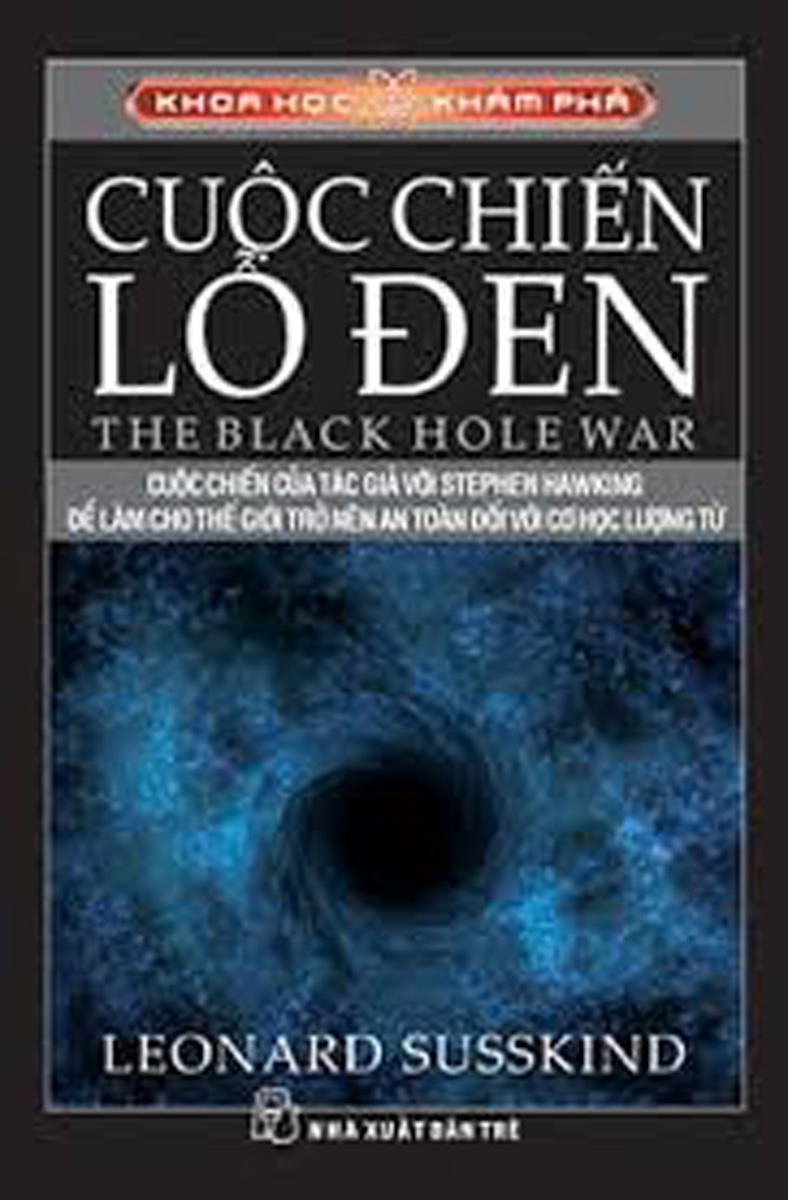 KHOA HỌC KHÁM PHÁ
CUỘC CHIẾN
LỖ ĐEN
THE BLACK HOLE WAR
CUỘC CHIẾN CỦA TÁC GIẢ VỚI STEPHEN HAWKING
ĐỂ LÀM CHO THẾ GIỚI TRỞ NÊN AN TOÀN ĐỐI VỚI CƠ HỌC LƯỢNG TỬ
LEONARD SUSSKIND
NHÀ XUẤT BẢN TRẺ